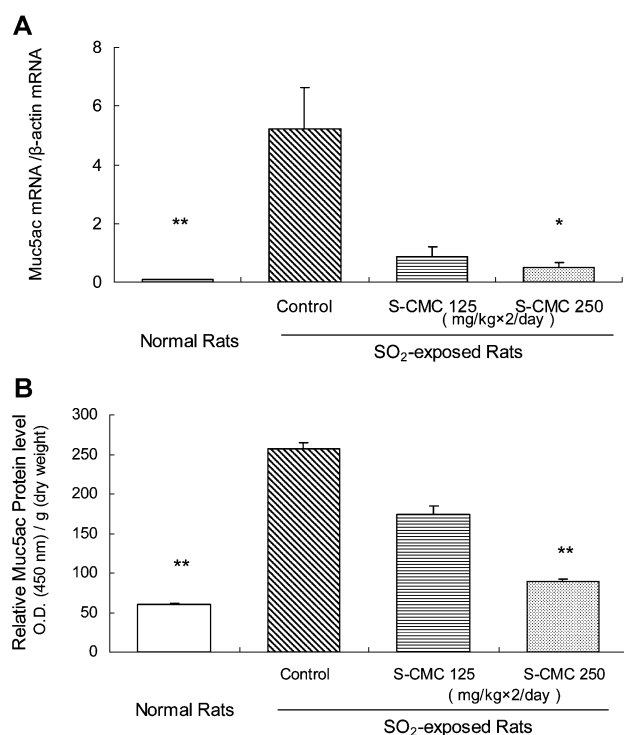 A
Muc5ac mRNA /β-actin mRNA
8
6
4
2
0
**
*
Control
S-CMC 125
S-CMC 250
( mg/kg×2/day )
Normal Rats
SO₂-exposed Rats
B
Relative Muc5ac Protein level
O.D. (450 nm) / g (dry weight)
300
250
200
150
100
50
0
**
**
Control
S-CMC 125
S-CMC 250
( mg/kg×2/day )
Normal Rats
SO₂-exposed Rats